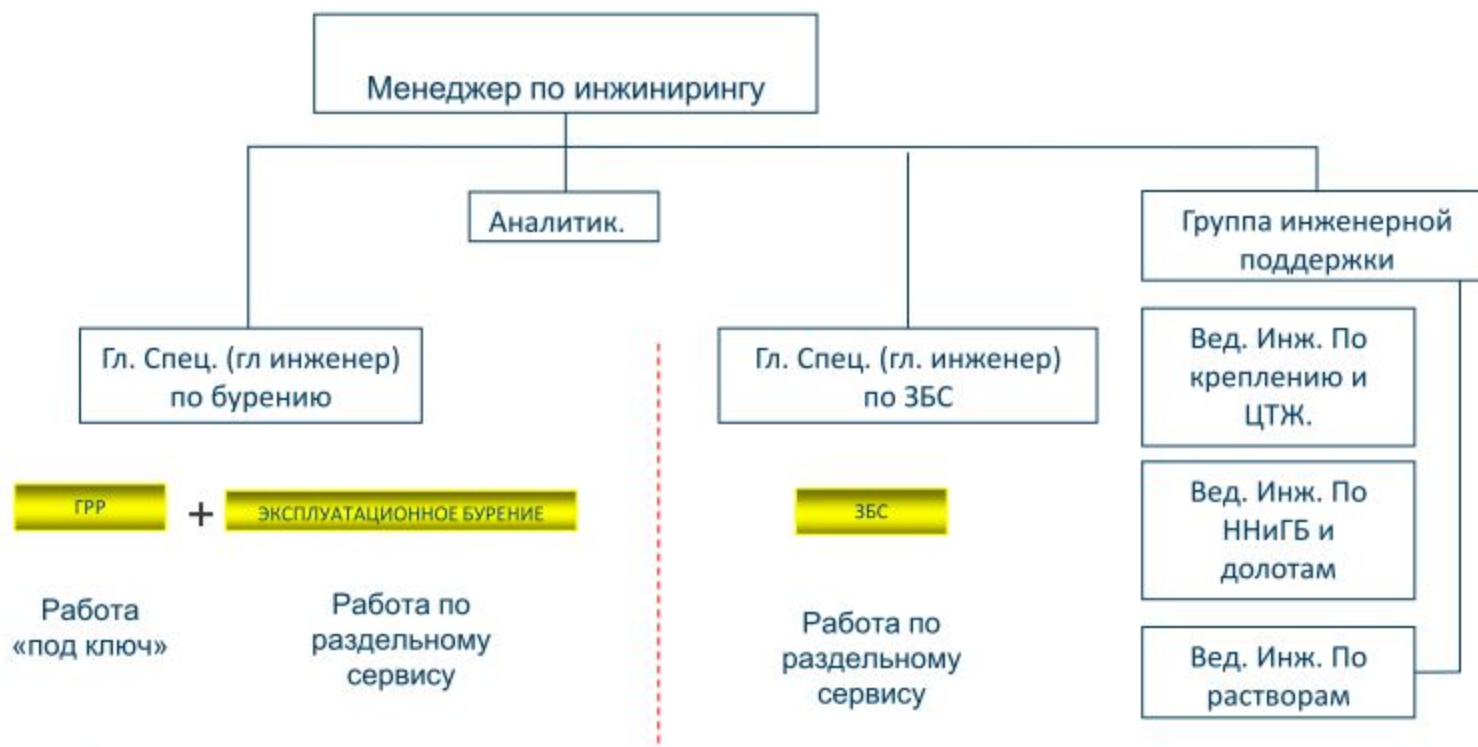 Менеджер по инжинирингу
Аналитик.
Группа инженерной
поддержки
Гл. Спец. (гл инженер)
по бурению
Гл. Спец. (гл. инженер)
по ЗБС
Вед. Инж. По
креплению и
ЦТЖ.
Вед. Инж. По
ННиГБ и
долотам
Вед. Инж. По
растворам
ГРР
+
ЭКСПЛУАТАЦИОННОЕ БУРЕНИЕ
ЗБС
Работа
«под ключ»
Работа по
раздельному
сервису
Работа по
раздельному
сервису